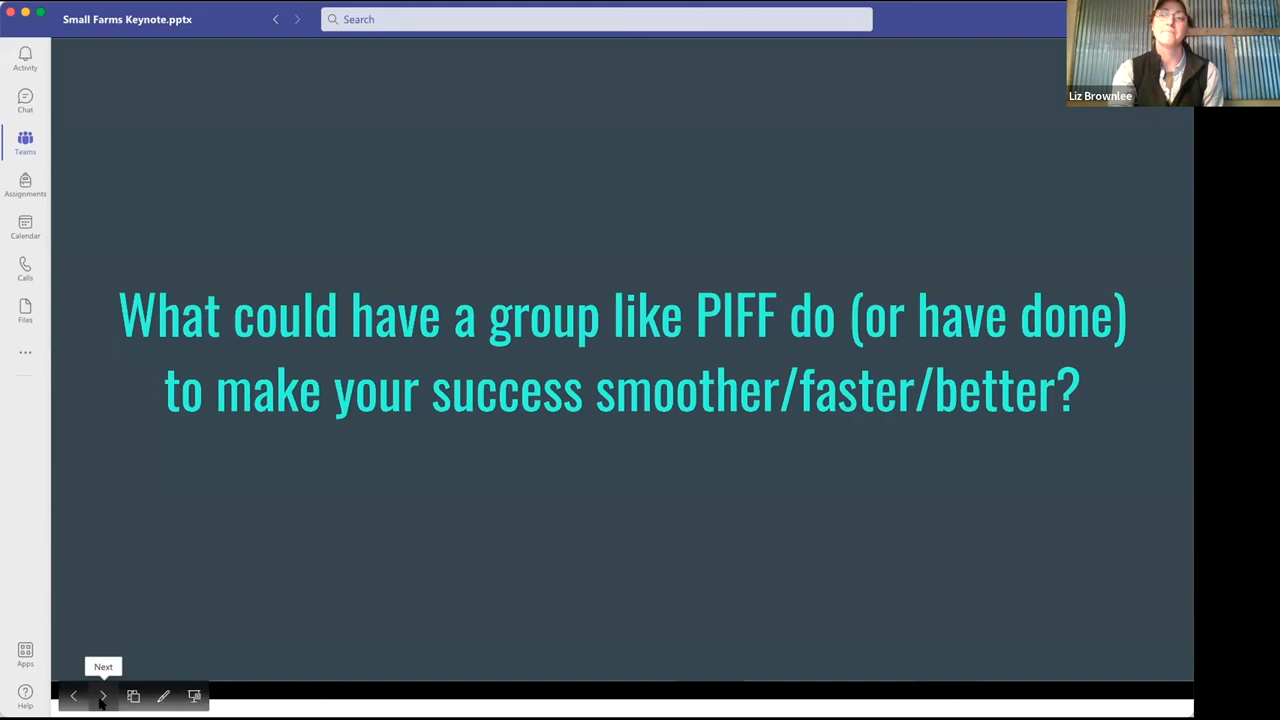 Small Farms Keynote.pptx
Search
Liz Brownlee
Activity
Chat
Teams
Assignments
Calendar
Calls
Files
What could have a group like PIFF do (or have done)
to make your success smoother/faster/better?
Apps
Help
Next